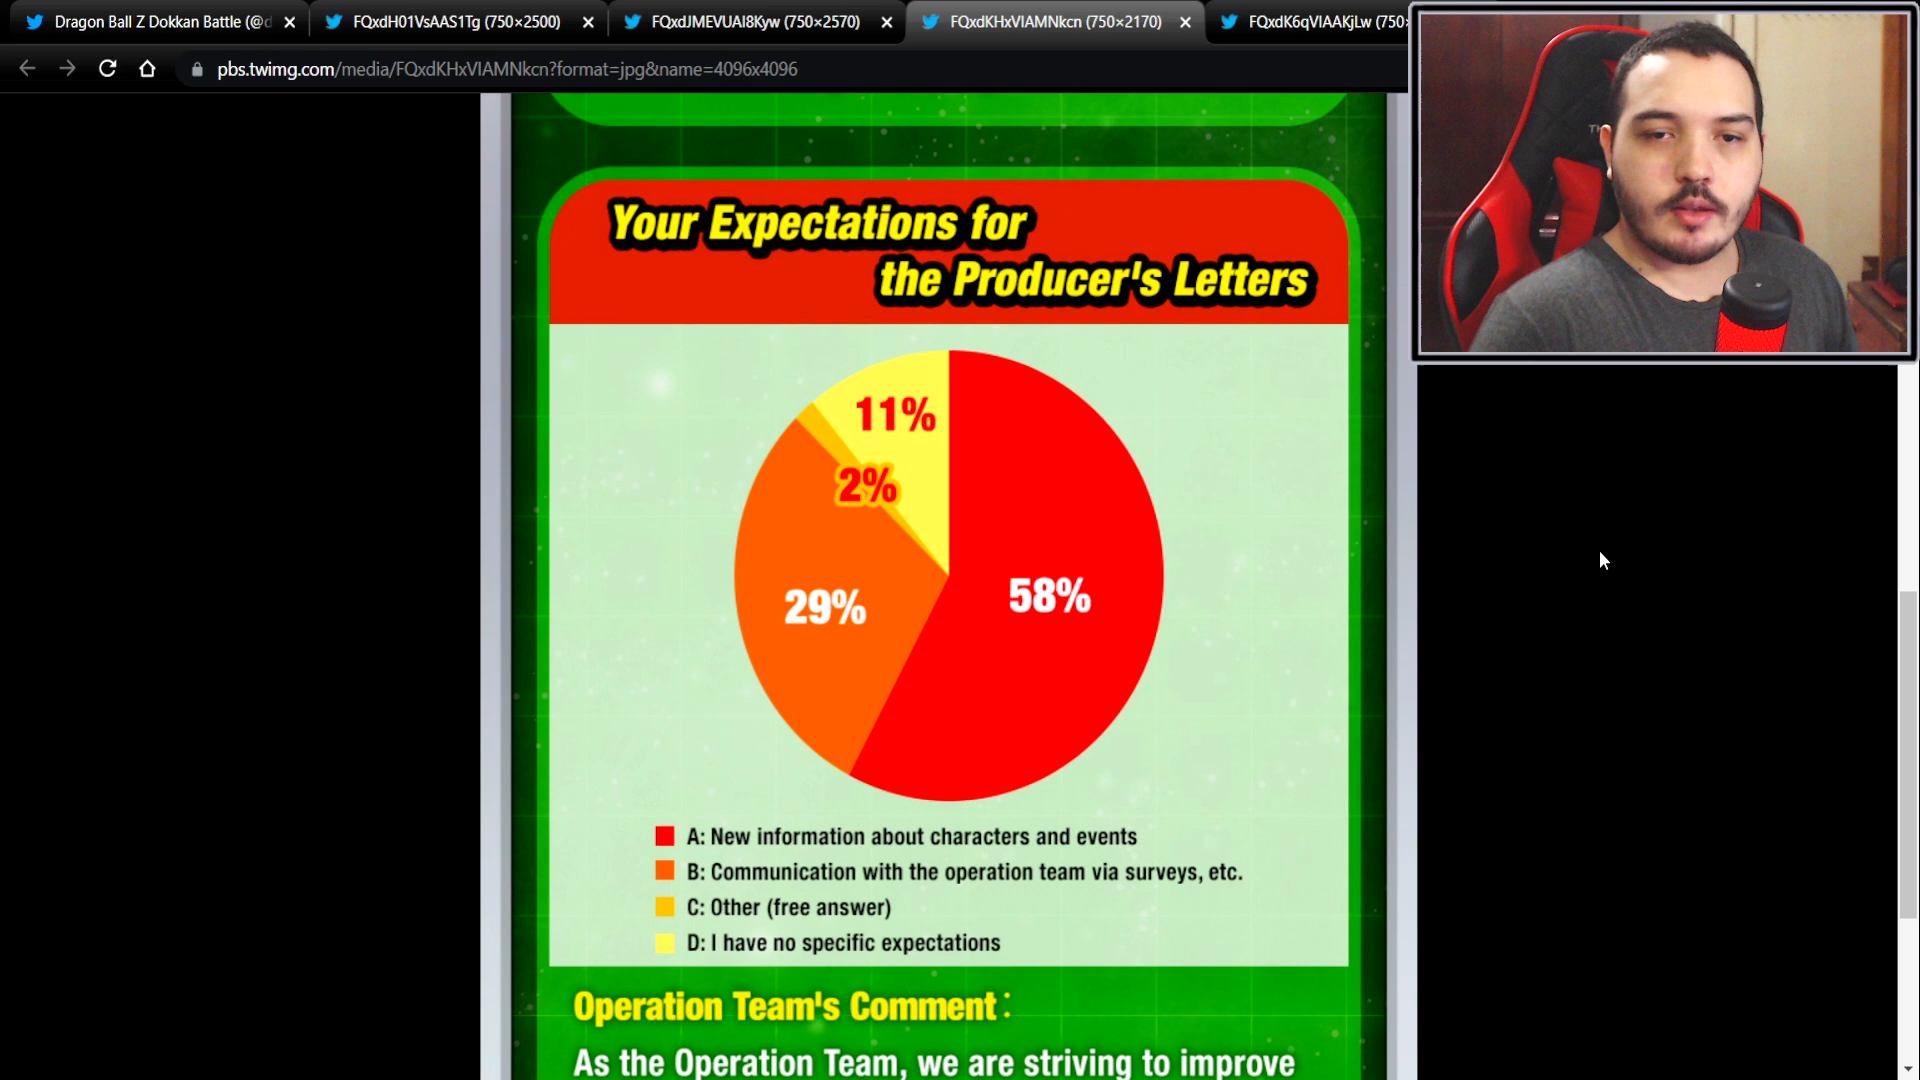 Dragon Ball Z Dokkan Battle (@d
FQxdH01VsAAS1Tg (750×2500)
FQxdJMEVUAI8Kyw (750×2570)
FQxdKHxVIAMNkcn (750×2170)
FQxdK6qVIAAKjLw (750×
pbs.twimg.com/media/FQxdKHxVIAMNkcn?format=jpg&name=4096x4096
Your Expectations for
the Producer's Letters
11%
2%
29%
58%
A: New information about characters and events
B: Communication with the operation team via surveys, etc.
C: Other (free answer)
D: I have no specific expectations
Operation Team's Comment：
As the Operation Team, we are striving to improve